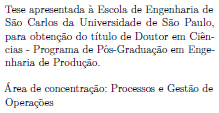 Tese apresentada à Escola de Engenharia de
São Carlos da Universidade de São Paulo,
para obtenção do título de Doutor em Ciên-
cias - Programa de Pós-Graduação em Enge-
nharia de Produção.
Área de concentração: Processos e Gestão de
Operações